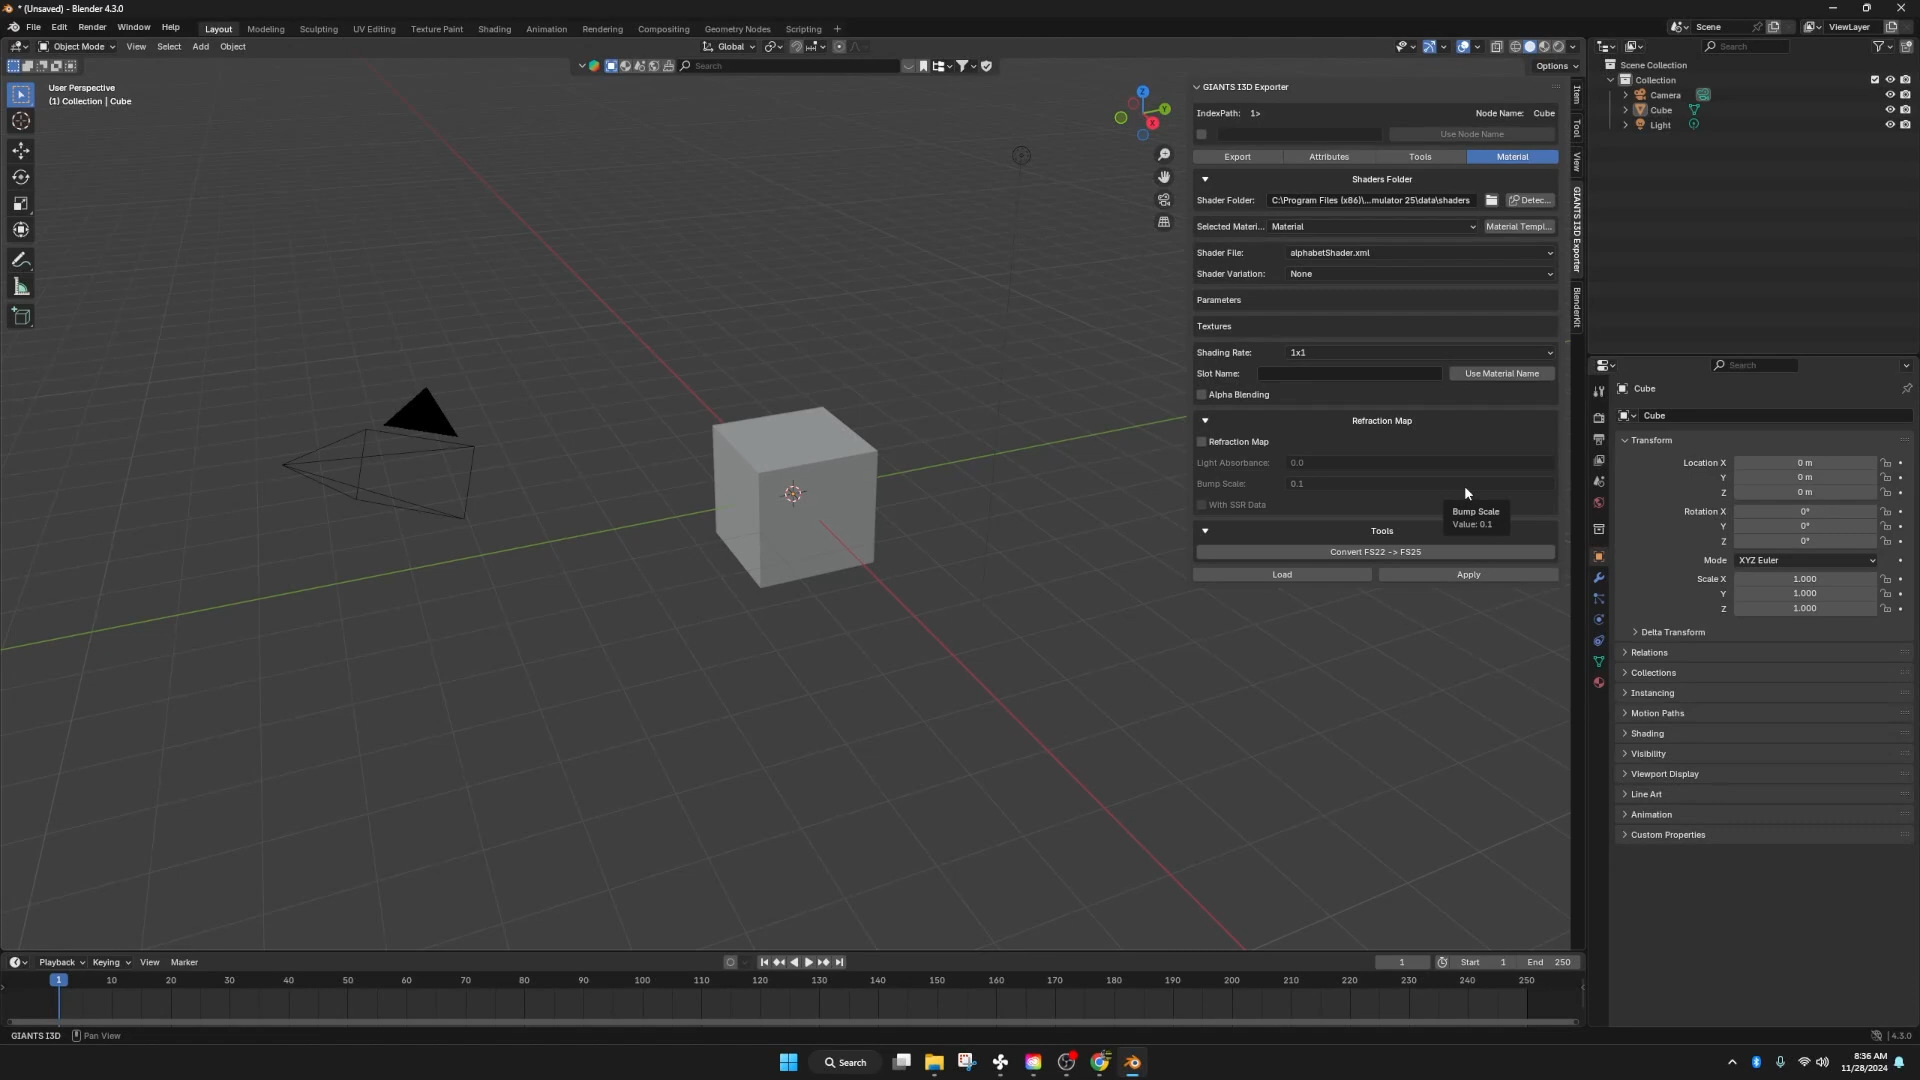 * (Unsaved) - Blender 4.3.0
File Edit Render Window Help
Layout Modeling Sculpting UV Editing Texture Paint Shading Animation Rendering Compositing Geometry Nodes Scripting +
Scene ViewLayer
Object Mode View Select Add Object
Global
Search
Search
Options
User Perspective
(1) Collection | Cube
Z
Y
X
GIANTS I3D Exporter
IndexPath: 1> Node Name: Cube
Use Node Name
Export Attributes Tools Material
Shaders Folder
Shader Folder: C:\Program Files (x86)\...mulator 25\data\shaders Detec...
Selected Materi... Material Material Templ...
Shader File: alphabetShader.xml
Shader Variation: None
Parameters
Textures
Shading Rate: 1x1
Slot Name: Use Material Name
Alpha Blending
Refraction Map
Refraction Map
Light Absorbance: 0.0
Bump Scale: 0.1
With SSR Data
Bump Scale
Value: 0.1
Tools
Convert FS22 -> FS25
Load Apply
Item
Tool
View
GIANTS I3D Exporter
BlenderKit
Scene Collection
Collection
Camera
Cube
Light
Search
Cube
Cube
Transform
Location X 0 m
Y 0 m
Z 0 m
Rotation X 0°
Y 0°
Z 0°
Mode XYZ Euler
Scale X 1.000
Y 1.000
Z 1.000
Delta Transform
Relations
Collections
Instancing
Motion Paths
Shading
Visibility
Viewport Display
Line Art
Animation
Custom Properties
Playback Keying View Marker
1 Start 1 End 250
1 10 20 30 40 50 60 70 80 90 100 110 120 130 140 150 160 170 180 190 200 210 220 230 240 250
GIANTS I3D Pan View
4.3.0
Search
8:36 AM
11/28/2024